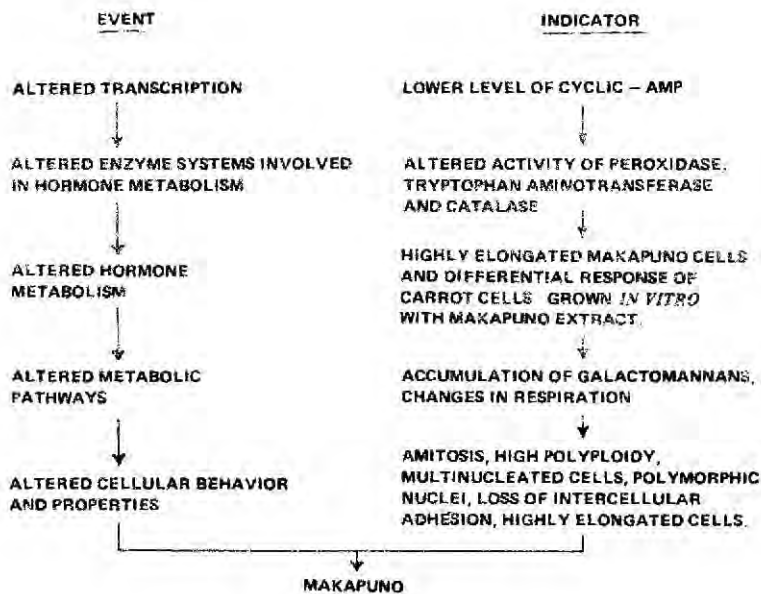 EVENT
INDICATOR
ALTERED TRANSCRIPTION
LOWER LEVEL OF CYCLIC – AMP
ALTERED ENZYME SYSTEMS INVOLVED
IN HORMONE METABOLISM
ALTERED ACTIVITY OF PEROXIDASE,
TRYPTOPHAN AMINOTRANSFERASE
AND CATALASE
ALTERED HORMONE
METABOLISM
HIGHLY ELONGATED MAKAPUNO CELLS
AND DIFFERENTIAL RESPONSE OF
CARROT CELLS GROWN IN VITRO
WITH MAKAPUNO EXTRACT.
ALTERED METABOLIC
PATHWAYS
ACCUMULATION OF GALACTOMANNANS,
CHANGES IN RESPIRATION
ALTERED CELLULAR BEHAVIOR
AND PROPERTIES
AMITOSIS, HIGH POLYPLOIDY,
MULTINUCLEATED CELLS, POLYMORPHIC
NUCLEI, LOSS OF INTERCELLULAR
ADHESION, HIGHLY ELONGATED CELLS.
MAKAPUNO